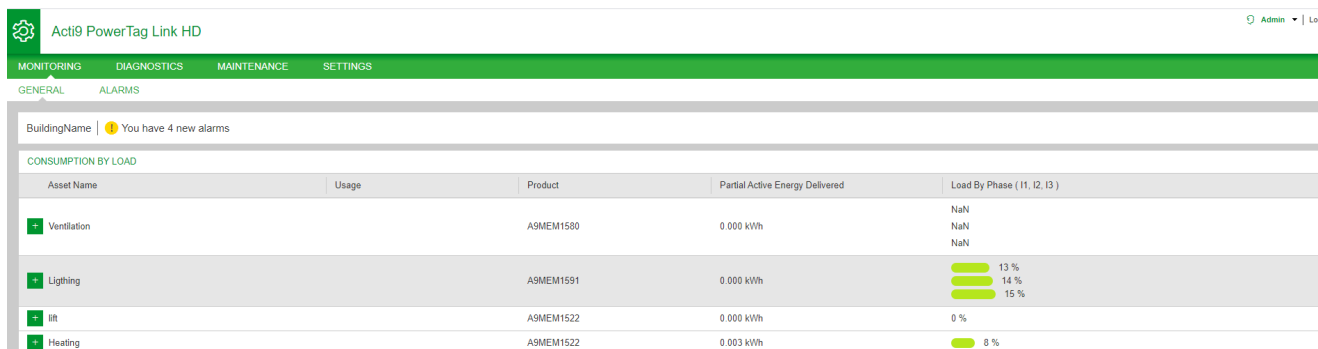 Acti9 PowerTag Link HD
Admin | Lo
MONITORING DIAGNOSTICS MAINTENANCE SETTINGS
GENERAL ALARMS
BuildingName | ! You have 4 new alarms
CONSUMPTION BY LOAD
Asset Name Usage Product Partial Active Energy Delivered Load By Phase ( I1, I2, I3 )
NaN
+ Ventilation A9MEM1580 0.000 kWh NaN
NaN
13 %
+ Ligthing A9MEM1591 0.000 kWh 14 %
15 %
+ lift A9MEM1522 0.000 kWh 0 %
+ Heating A9MEM1522 0.003 kWh 8 %